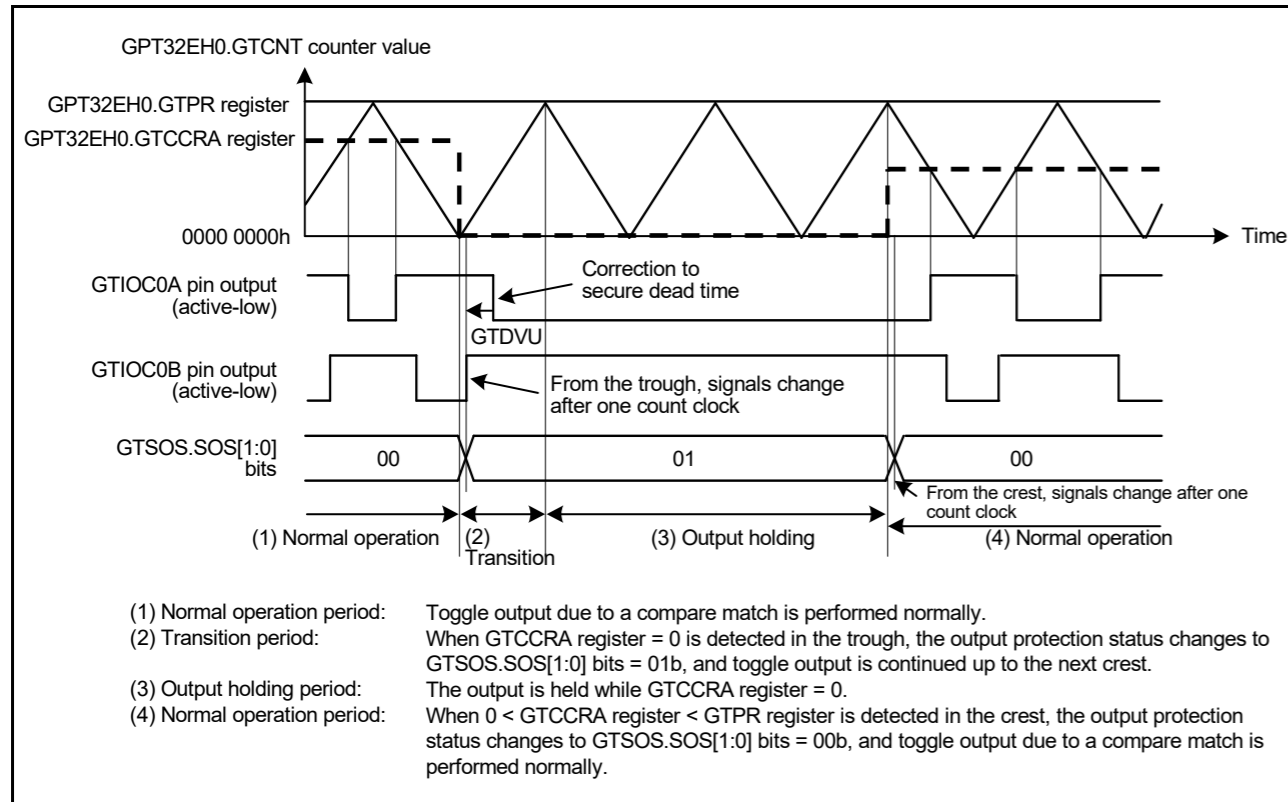 GPT32EH0.GTCNT counter value
GPT32EH0.GTPR register
GPT32EH0.GTCCRA register
0000 0000h
Time
GTIOC0A pin output
(active-low)
Correction to
secure dead time
GTDVU
GTIOC0B pin output
(active-low)
From the trough, signals change
after one count clock
GTSOS.SOS[1:0]
bits
00
01
00
From the crest, signals change after one
count clock
(1) Normal operation
(2)
Transition
(3) Output holding
(4) Normal operation
(1) Normal operation period: Toggle output due to a compare match is performed normally.
(2) Transition period: When GTCCRA register = 0 is detected in the trough, the output protection status changes to
GTSOS.SOS[1:0] bits = 01b, and toggle output is continued up to the next crest.
(3) Output holding period: The output is held while GTCCRA register = 0.
(4) Normal operation period: When 0 < GTCCRA register < GTPR register is detected in the crest, the output protection
status changes to GTSOS.SOS[1:0] bits = 00b, and toggle output due to a compare match is
performed normally.